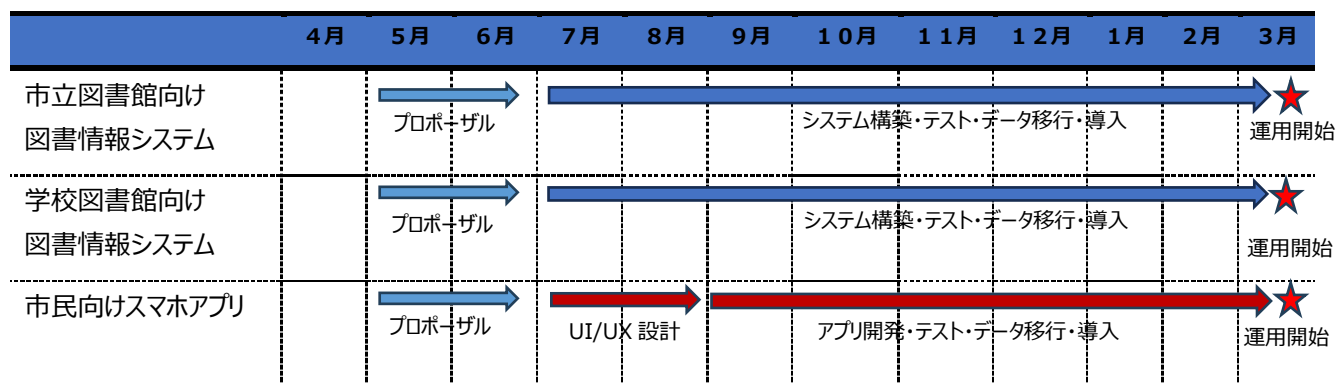 4月 5月 6月 7月 8月 9月 10月 11月 12月 1月 2月 3月
市立図書館向け
図書情報システム
プロポーザル
システム構築・テスト・データ移行・導入
運用開始
学校図書館向け
図書情報システム
プロポーザル
システム構築・テスト・データ移行・導入
運用開始
市民向けスマホアプリ
プロポーザル
UI/UX 設計
アプリ開発・テスト・データ移行・導入
運用開始